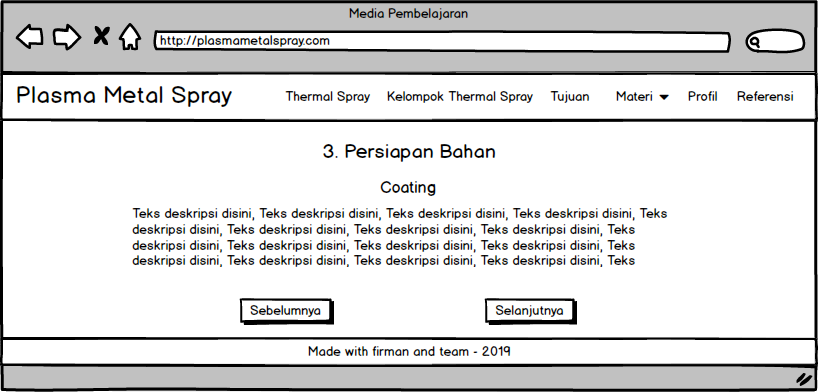 Media Pembelajaran
http://plasmametalspray.com
Plasma Metal Spray Thermal Spray Kelompok Thermal Spray Tujuan Materi Profil Referensi
3. Persiapan Bahan
Coating
Teks deskripsi disini, Teks deskripsi disini, Teks deskripsi disini, Teks deskripsi disini, Teks
deskripsi disini, Teks deskripsi disini, Teks deskripsi disini, Teks deskripsi disini, Teks
deskripsi disini, Teks deskripsi disini, Teks deskripsi disini, Teks deskripsi disini, Teks
deskripsi disini, Teks deskripsi disini, Teks deskripsi disini, Teks deskripsi disini, Teks
Sebelumnya Selanjutnya
Made with firman and team - 2019